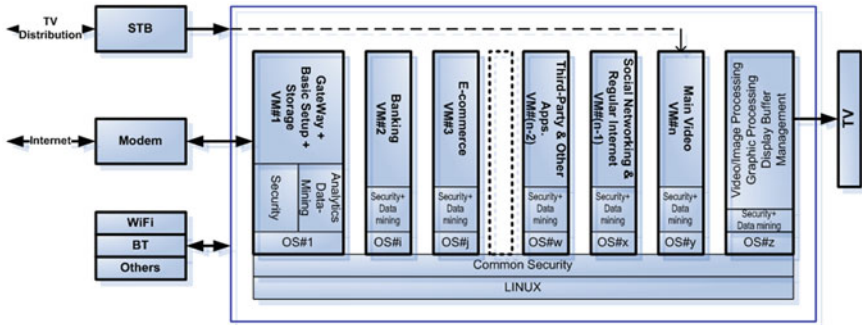 TV
Distribution
STB
Internet
Modem
WiFi
BT
Others
GateWay +
Basic Setup +
Storage
VM#1
Security
Analytics
Data-
Mining
OS#1
Banking
VM#2
Security+
Data
mining
OS#i
E-commerce
VM#3
Security+
Data
mining
OS#j
Third-Party & Other
Apps.
VM#(n-2)
Security+
Data
mining
OS#w
Social Networking &
Regular Internet
VM#(n-1)
Security+
Data
mining
OS#x
Main Video
VM#n
Security+
Data
mining
OS#y
Video/Image Processing
Graphic Processing
Display Buffer
Management
Security+
Data mining
OS#z
TV
Common Security
LINUX